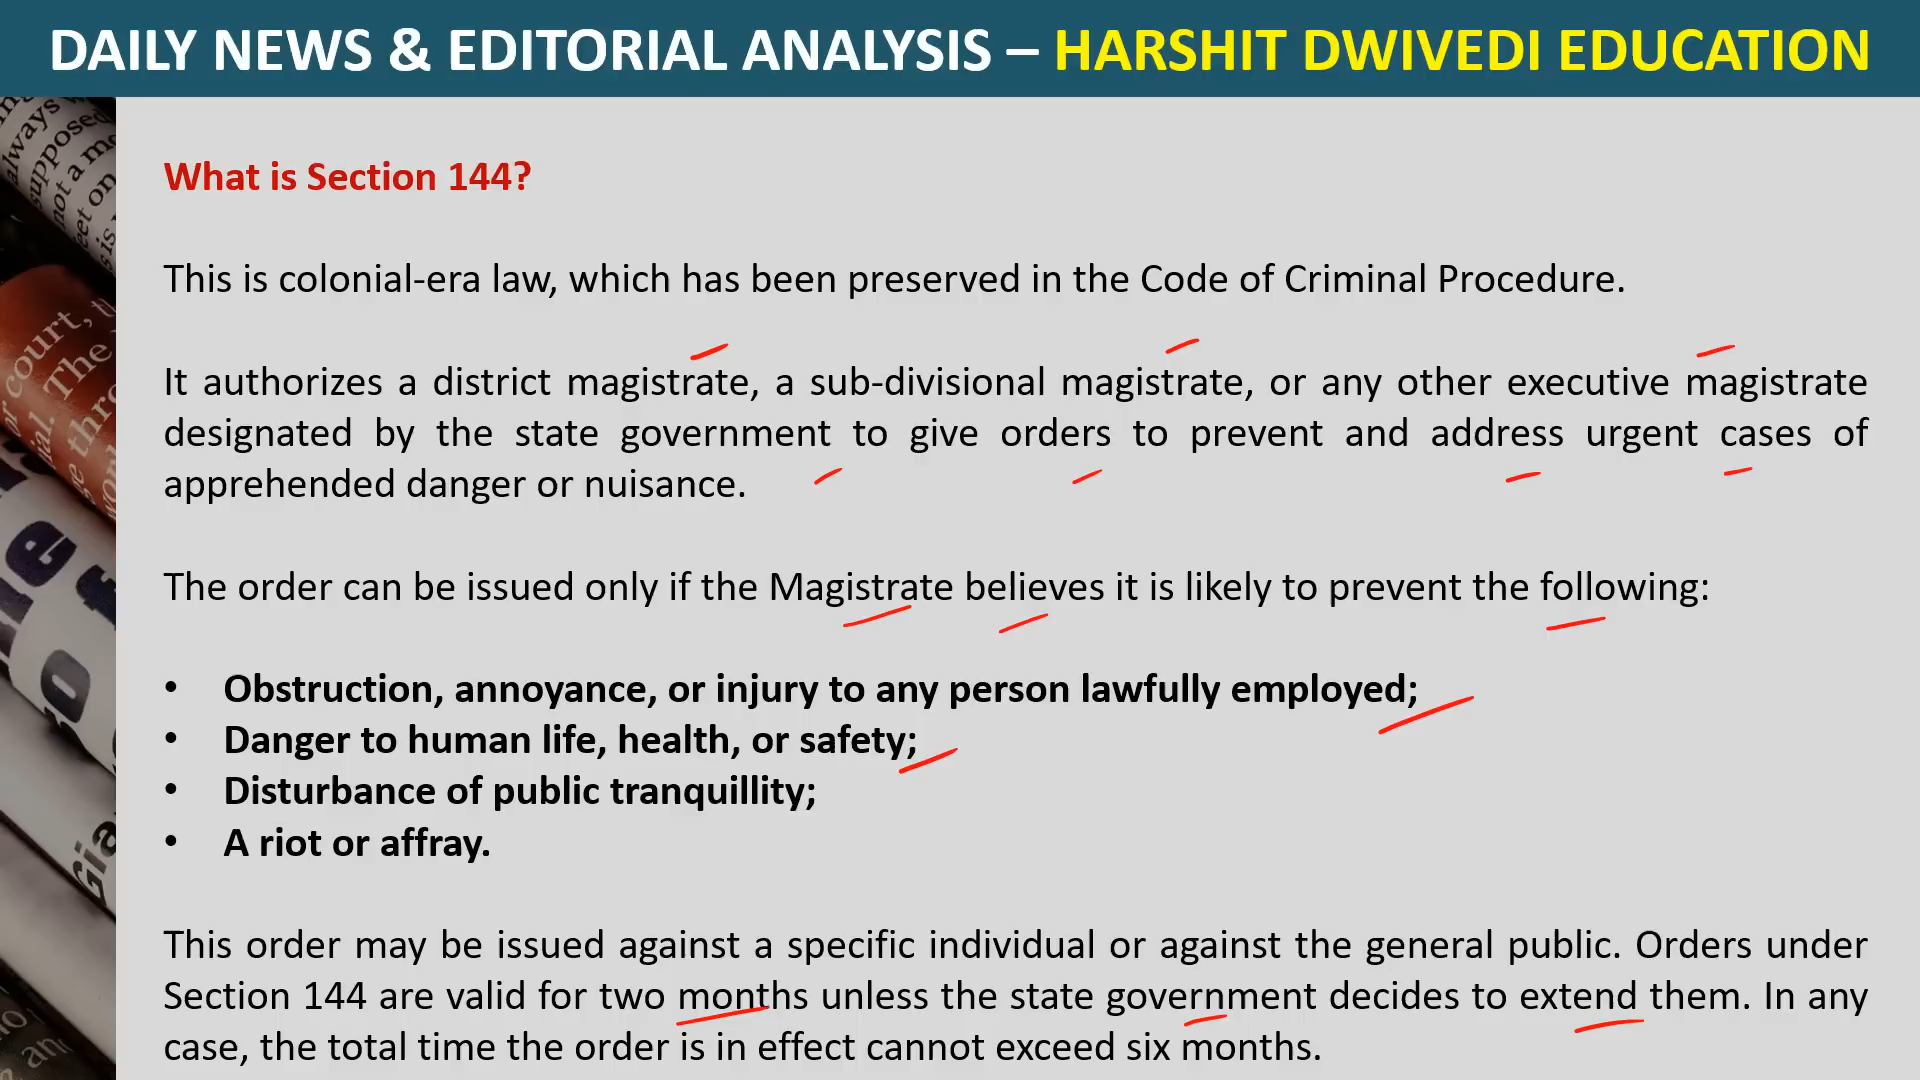 DAILY NEWS & EDITORIAL ANALYSIS – HARSHIT DWIVEDI EDUCATION
What is Section 144?
This is colonial-era law, which has been preserved in the Code of Criminal Procedure.
It authorizes a district magistrate, a sub-divisional magistrate, or any other executive magistrate
designated by the state government to give orders to prevent and address urgent cases of
apprehended danger or nuisance.
The order can be issued only if the Magistrate believes it is likely to prevent the following:
• Obstruction, annoyance, or injury to any person lawfully employed;
• Danger to human life, health, or safety;
• Disturbance of public tranquillity;
• A riot or affray.
This order may be issued against a specific individual or against the general public. Orders under
Section 144 are valid for two months unless the state government decides to extend them. In any
case, the total time the order is in effect cannot exceed six months.